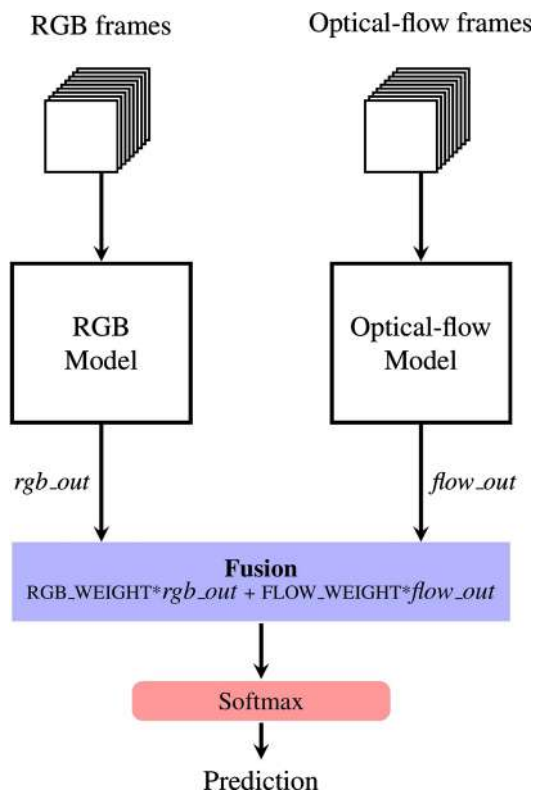 RGB frames
Optical-flow frames
RGB
Model
Optical-flow
Model
rgb_out
flow_out
Fusion
RGB_WEIGHT*rgb_out + FLOW_WEIGHT*flow_out
Softmax
Prediction